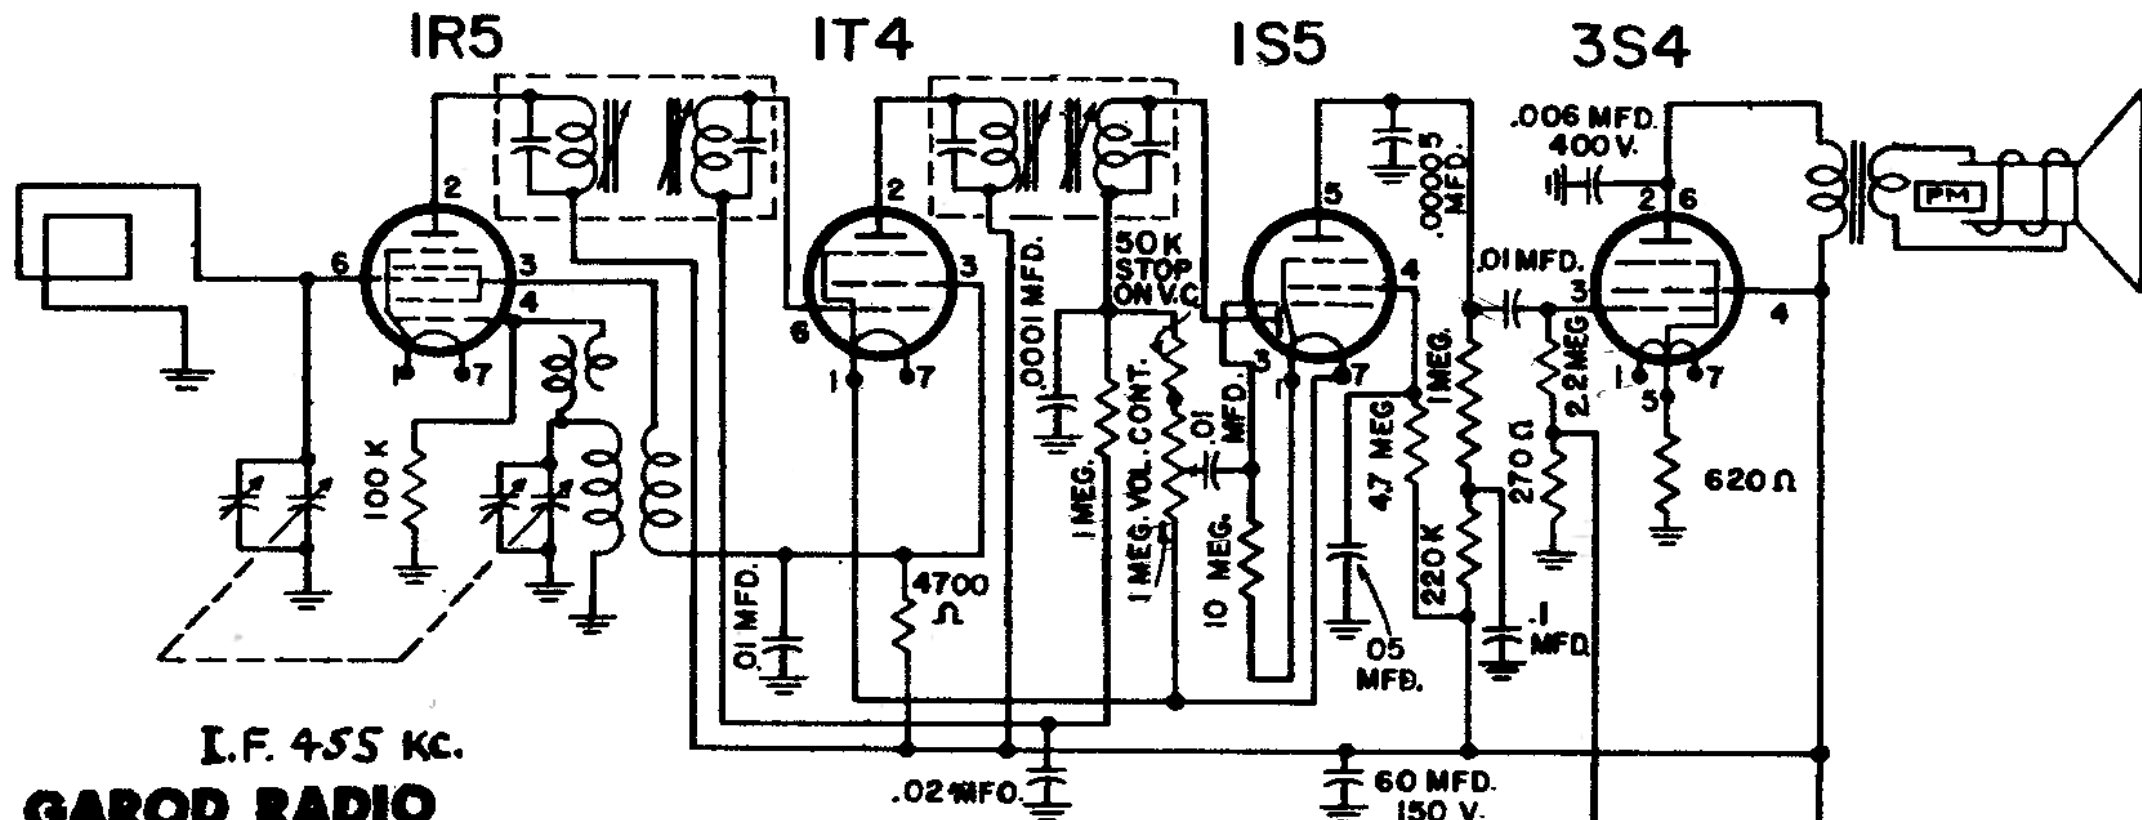 1R5
1T4
1S5
3S4
.006 MFD.
400 V.
.00005
MFD.
2
2
5
2 6
PM
50 K
STOP
ON V.C.
.0001 MFD.
6
3
4
1
7
6
3
1
7
3
4
1
7
.01 MFD.
3
4
1
7
5
2.2 MEG
1 MEG.
270 Ω
620 Ω
100 K
1 MEG.
1 MEG. VOL. CONT.
.01
MFD.
10 MEG.
4.7 MEG
220 K
.05
MFD.
.1
MFD.
4700
Ω
.01 MFD.
.02 MFD.
60 MFD.
150 V.
I.F. 455 KC.
GAROD RADIO